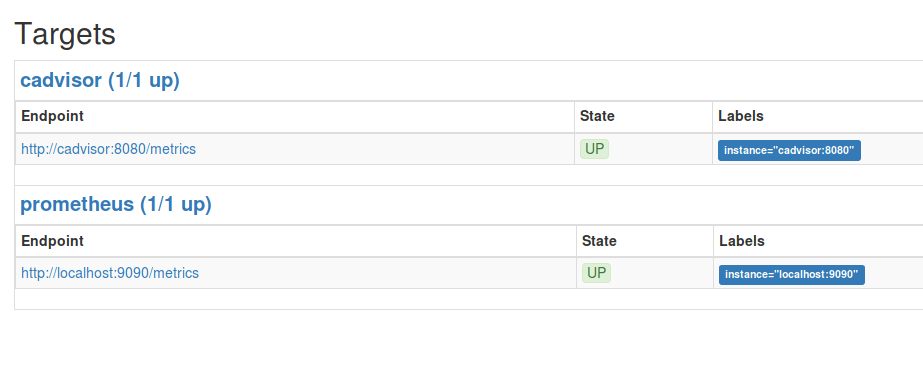 Targets
cadvisor (1/1 up)
Endpoint State Labels
http://cadvisor:8080/metrics UP instance="cadvisor:8080"
prometheus (1/1 up)
Endpoint State Labels
http://localhost:9090/metrics UP instance="localhost:9090"